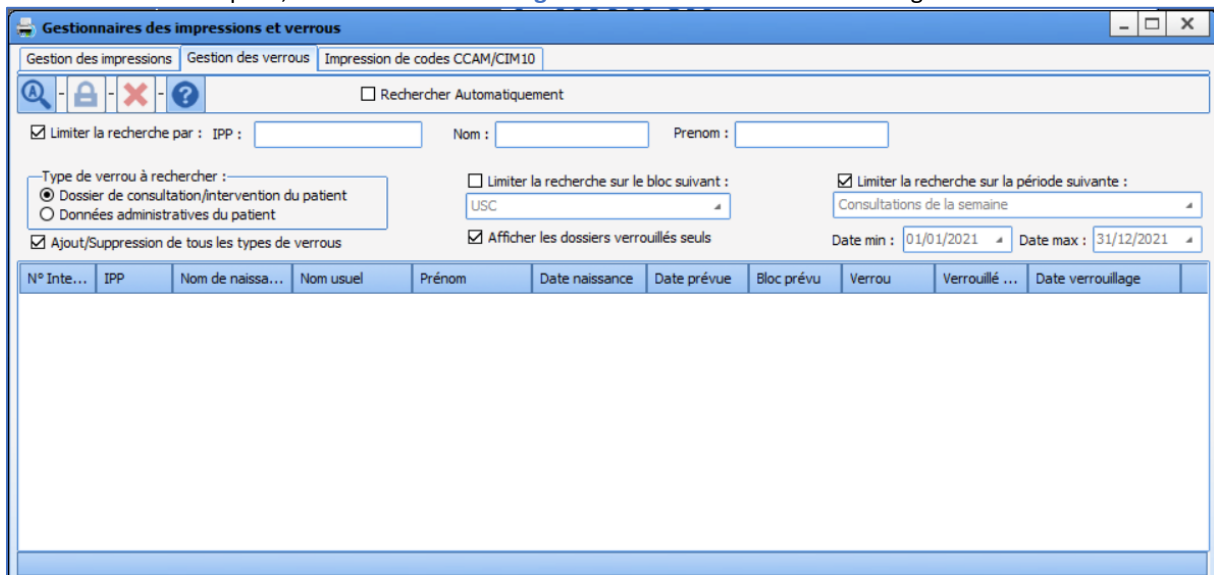 Gestionnaires des impressions et verrous
Gestion des impressions Gestion des verrous Impression de codes CCAM/CIM10
- - - ? Rechercher Automatiquement
Limiter la recherche par : IPP : Nom : Prenom :
Type de verrou à rechercher : Limiter la recherche sur le bloc suivant : Limiter la recherche sur la période suivante :
Dossier de consultation/intervention du patient USC Consultations de la semaine
Données administratives du patient
Ajout/Suppression de tous les types de verrous Afficher les dossiers verrouillés seuls Date min : 01/01/2021 Date max : 31/12/2021
N° Inte... IPP Nom de naissa... Nom usuel Prénom Date naissance Date prévue Bloc prévu Verrou Verrouillé ... Date verrouillage